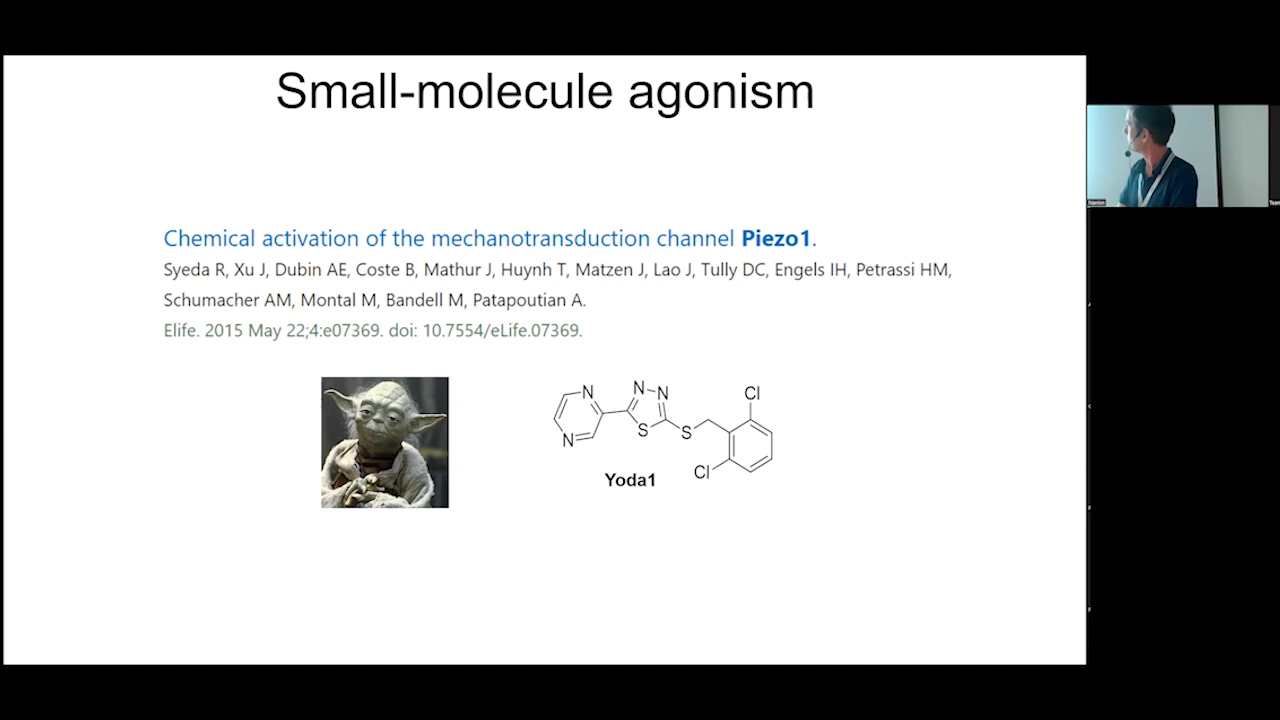 Small-molecule agonism
Chemical activation of the mechanotransduction channel Piezo1.
Syeda R, Xu J, Dubin AE, Coste B, Mathur J, Huynh T, Matzen J, Lao J, Tully DC, Engels IH, Petrassi HM,
Schumacher AM, Montal M, Bandell M, Patapoutian A.
Elife. 2015 May 22;4:e07369. doi: 10.7554/eLife.07369.
N
N
N
N
S
S
Cl
Cl
Yoda1